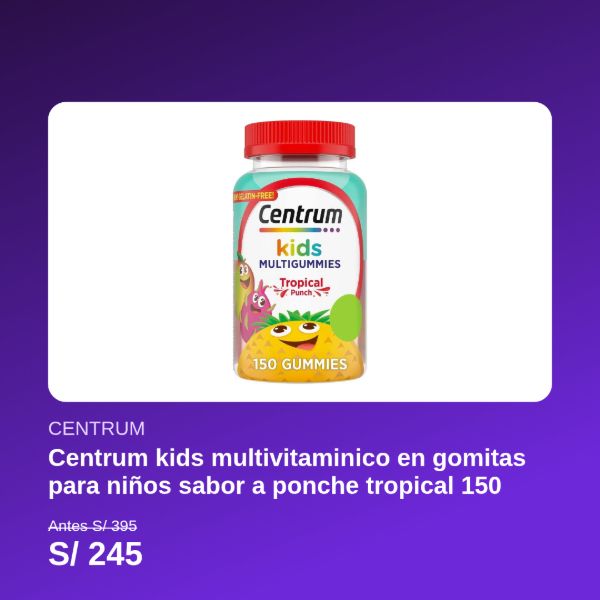 GELATIN-FREE!
Centrum
kids
MULTIGUMMIES
Tropical
Punch
150 GUMMIES
CENTRUM
Centrum kids multivitaminico en gomitas
para niños sabor a ponche tropical 150
Antes S/ 395
S/ 245